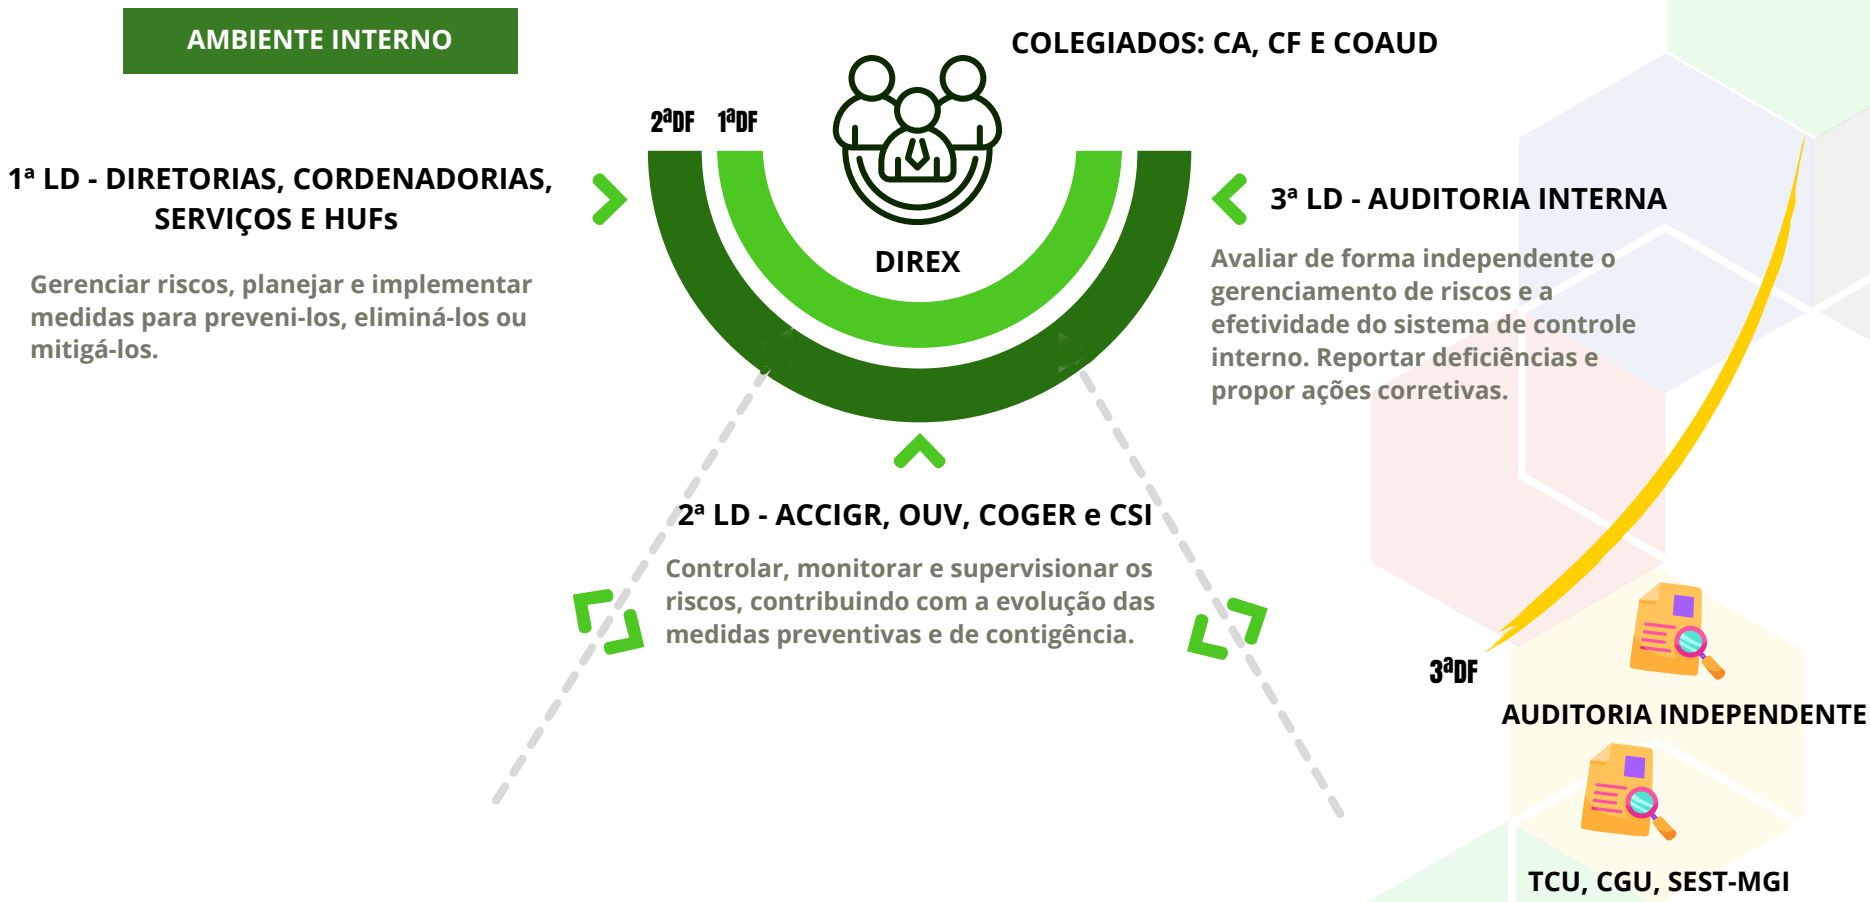 AMBIENTE INTERNO
COLEGIADOS: CA, CF E COAUD
2ªDF 1ªDF
1ª LD - DIRETORIAS, CORDENADORIAS,
SERVIÇOS E HUFs
Gerenciar riscos, planejar e implementar
medidas para preveni-los, eliminá-los ou
mitigá-los.
DIREX
3ª LD - AUDITORIA INTERNA
Avaliar de forma independente o
gerenciamento de riscos e a
efetividade do sistema de controle
interno. Reportar deficiências e
propor ações corretivas.
2ª LD - ACCIGR, OUV, COGER e CSI
Controlar, monitorar e supervisionar os
riscos, contribuindo com a evolução das
medidas preventivas e de contigência.
3ªDF
AUDITORIA INDEPENDENTE
TCU, CGU, SEST-MGI